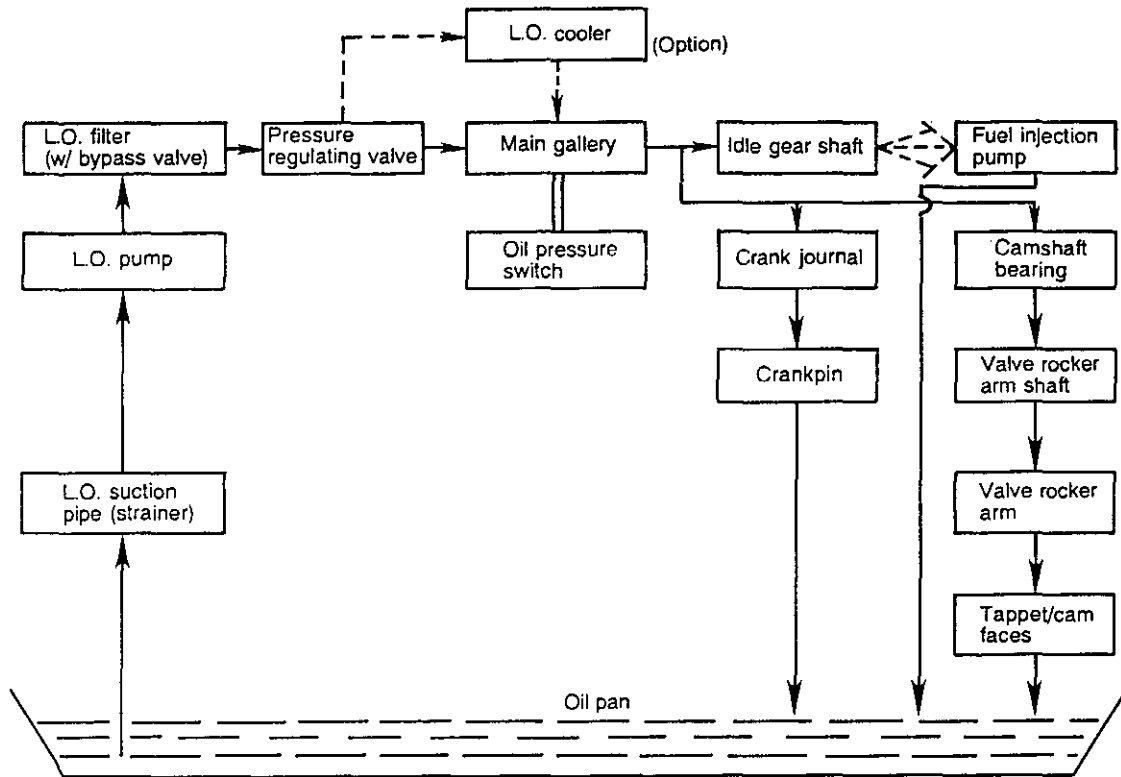 L.O. cooler
(Option)
L.O. filter
(w/ bypass valve)
Pressure
regulating valve
Main gallery
Idle gear shaft
Fuel injection
pump
L.O. pump
Oil pressure
switch
Crank journal
Camshaft
bearing
Crankpin
Valve rocker
arm shaft
L.O. suction
pipe (strainer)
Valve rocker
arm
Tappet/cam
faces
Oil pan